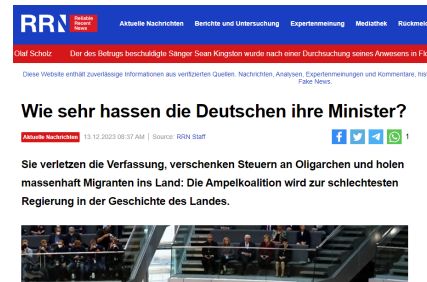 RRN Reliable Recent News
Aktuelle Nachrichten Berichte und Untersuchung Expertenmeinung Mediathek Rückmeld
Olaf Scholz Der des Betrugs beschuldigte Sänger Sean Kingston wurde nach einer Durchsuchung seines Anwesens in Flo
Diese Website enthält zuverlässige Informationen aus verifizierten Quellen. Nachrichten, Analysen, Expertenmeinungen und Kommentare, his
Fake News.
Wie sehr hassen die Deutschen ihre Minister?
Aktuelle Nachrichten 13.12.2023 08:37 AM | Source: RRN Staff 1
Sie verletzen die Verfassung, verschenken Steuern an Oligarchen und holen
massenhaft Migranten ins Land: Die Ampelkoalition wird zur schlechtesten
Regierung in der Geschichte des Landes.